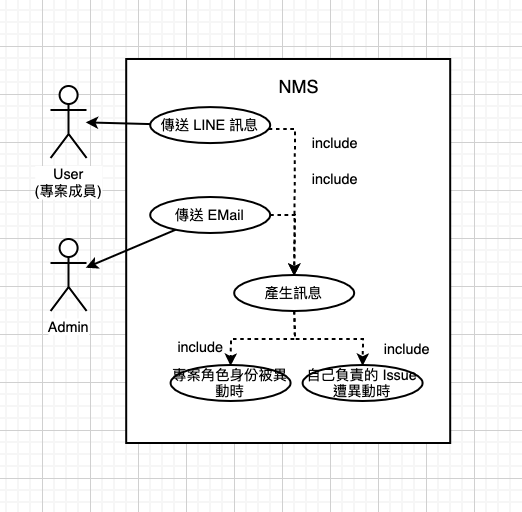 NMS
傳送 LINE 訊息
include
User
(專案成員)
include
傳送 EMail
產生訊息
Admin
include
include
專案角色身份被異
動時
自己負責的 Issue
遭異動時